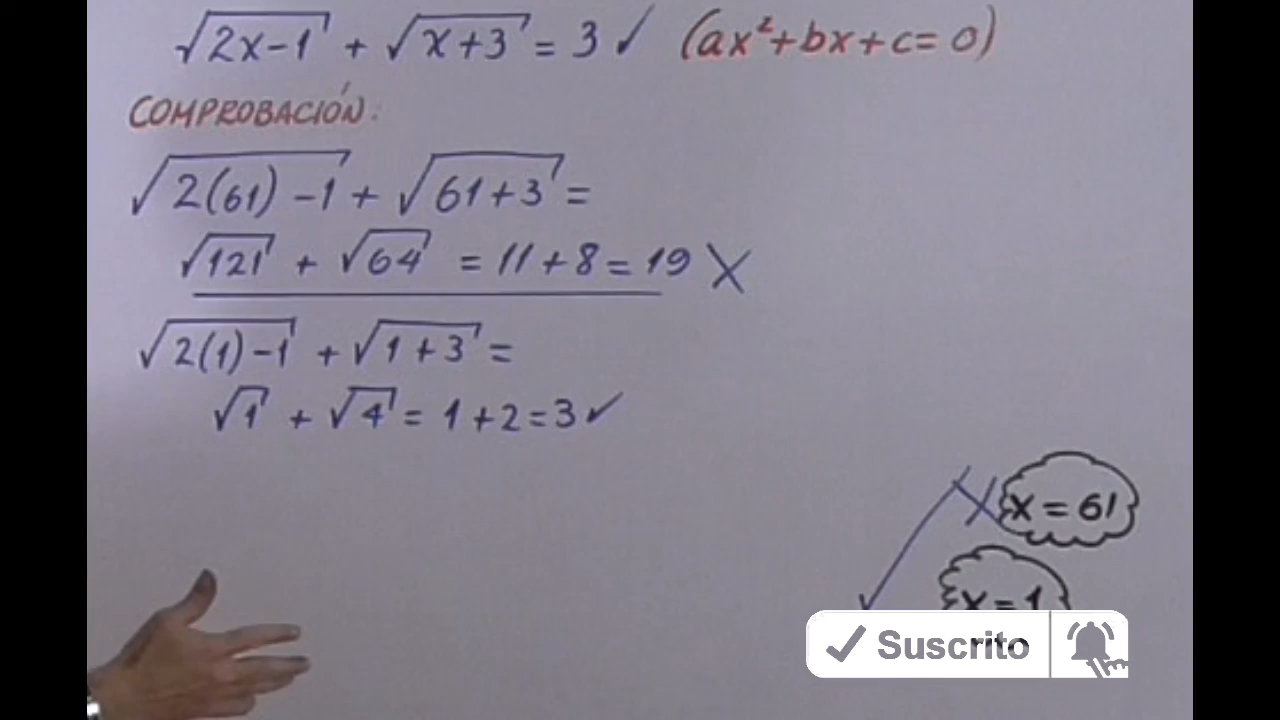 √2x-1 + √x+3 = 3 ✓ (ax²+bx+c=0)
COMPROBACIÓN:
√2(61)-1 + √61+3 =
√121 + √64 = 11+8 = 19 X
√2(1)-1 + √1+3 =
√1 + √4 = 1+2 = 3 ✓
X x = 61
✓ x = 1
✓ Suscrito